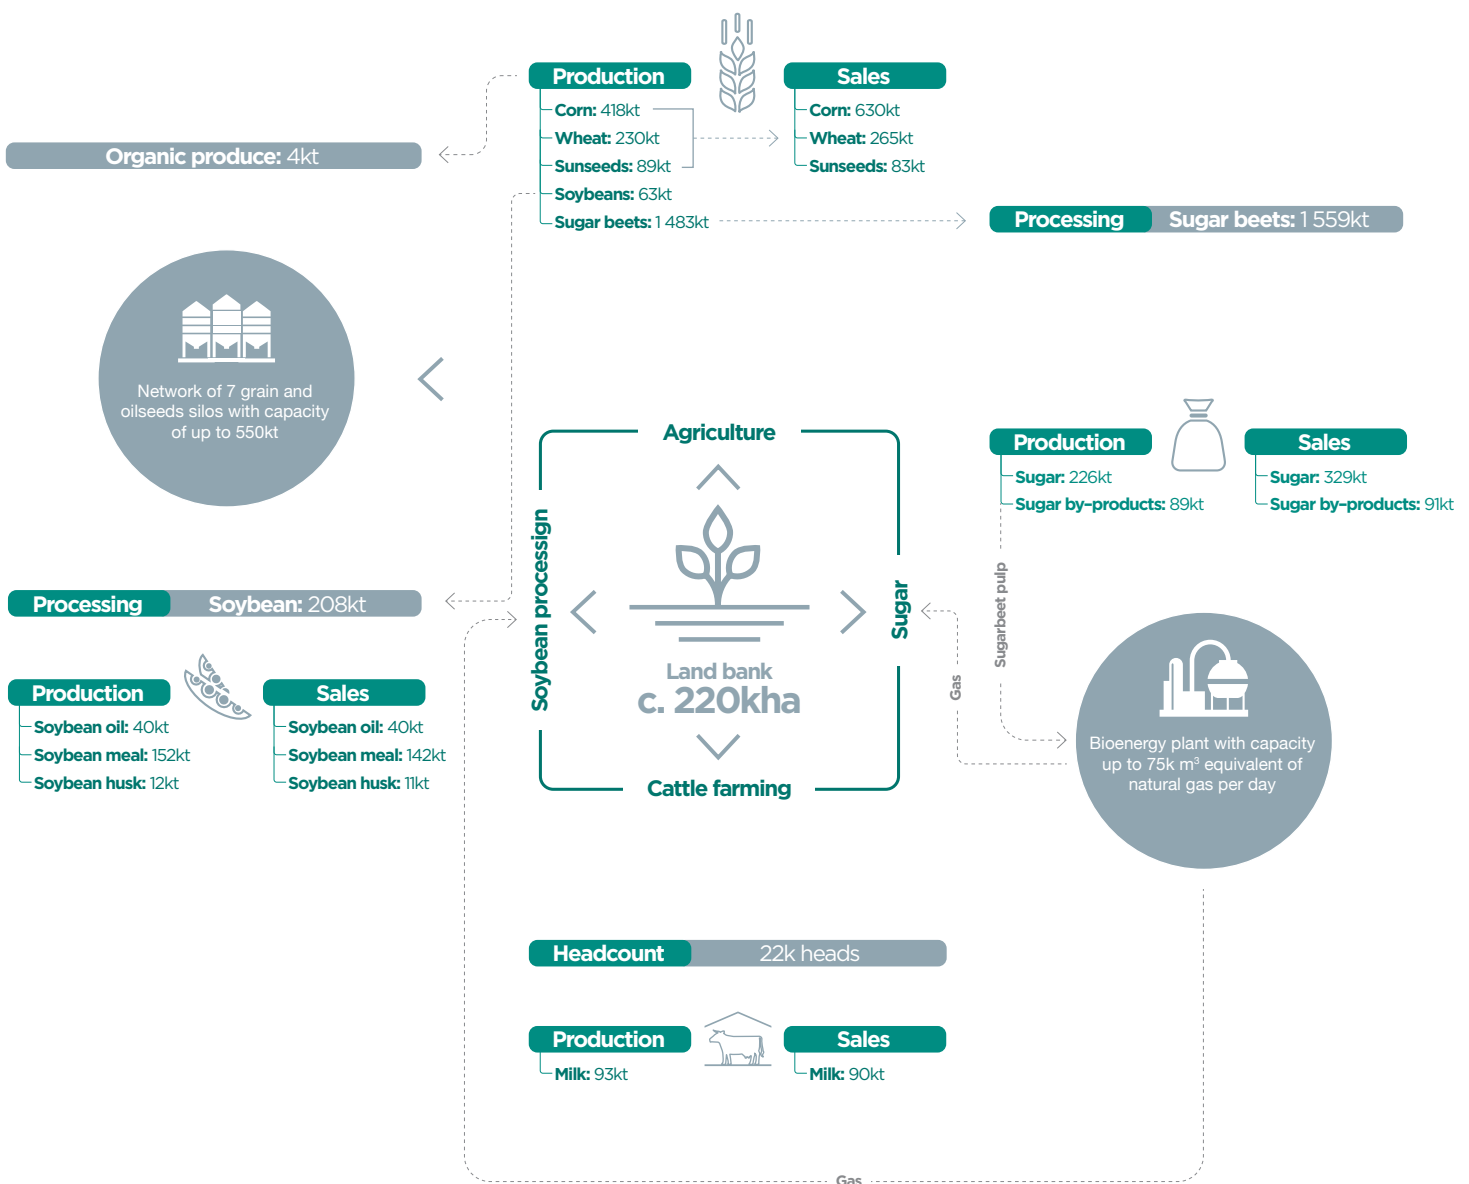 Production
Corn: 418kt
Wheat: 230kt
Sunseeds: 89kt
Soybeans: 63kt
Sugar beets: 1 483kt
Sales
Corn: 630kt
Wheat: 265kt
Sunseeds: 83kt
Organic produce: 4kt
Processing Sugar beets: 1 559kt
Network of 7 grain and
oilseeds silos with capacity
of up to 550kt
Agriculture
Soybean processign
Sugar
Cattle farming
Land bank
c. 220kha
Production
Sugar: 226kt
Sugar by-products: 89kt
Sales
Sugar: 329kt
Sugar by-products: 91kt
Sugarbeet pulp
Gas
Bioenergy plant with capacity
up to 75k m³ equivalent of
natural gas per day
Processing Soybean: 208kt
Production
Soybean oil: 40kt
Soybean meal: 152kt
Soybean husk: 12kt
Sales
Soybean oil: 40kt
Soybean meal: 142kt
Soybean husk: 11kt
Headcount 22k heads
Production
Milk: 93kt
Sales
Milk: 90kt
Gas